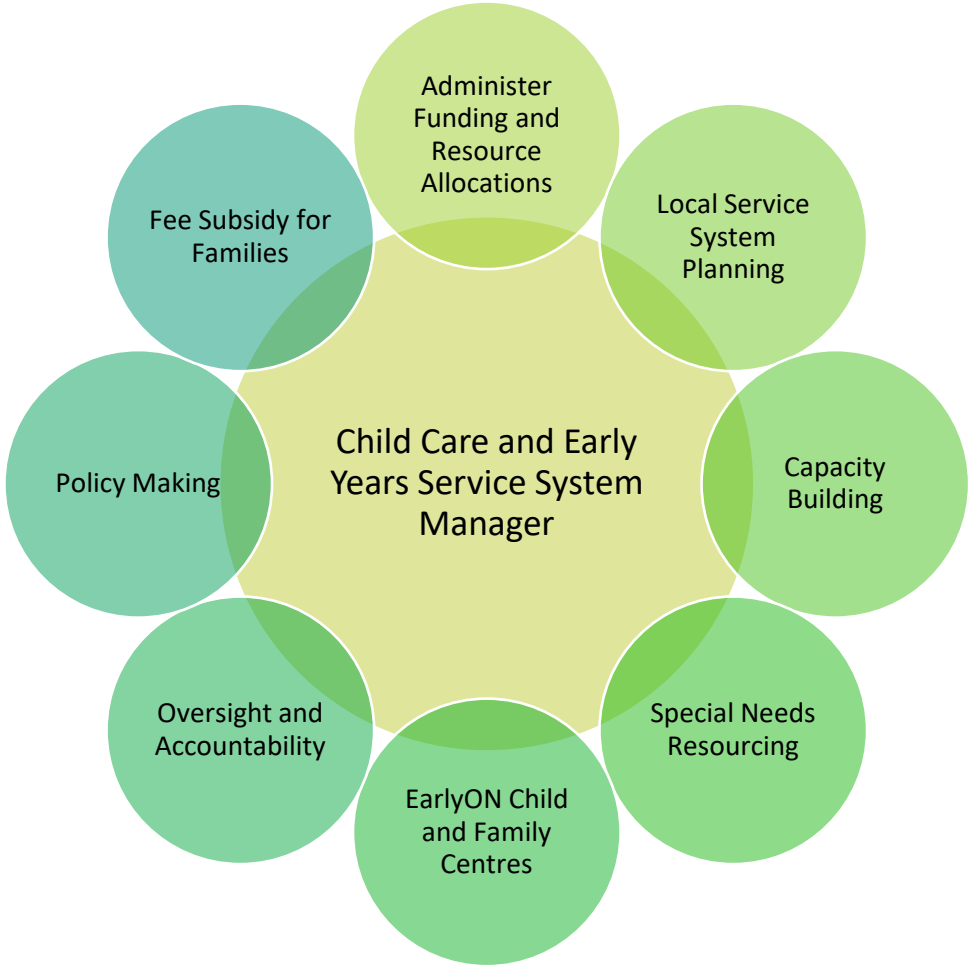 Administer
Funding and
Resource
Allocations
Local Service
System
Planning
Capacity
Building
Special Needs
Resourcing
EarlyON Child
and Family
Centres
Oversight and
Accountability
Policy Making
Fee Subsidy for
Families
Child Care and Early
Years Service System
Manager